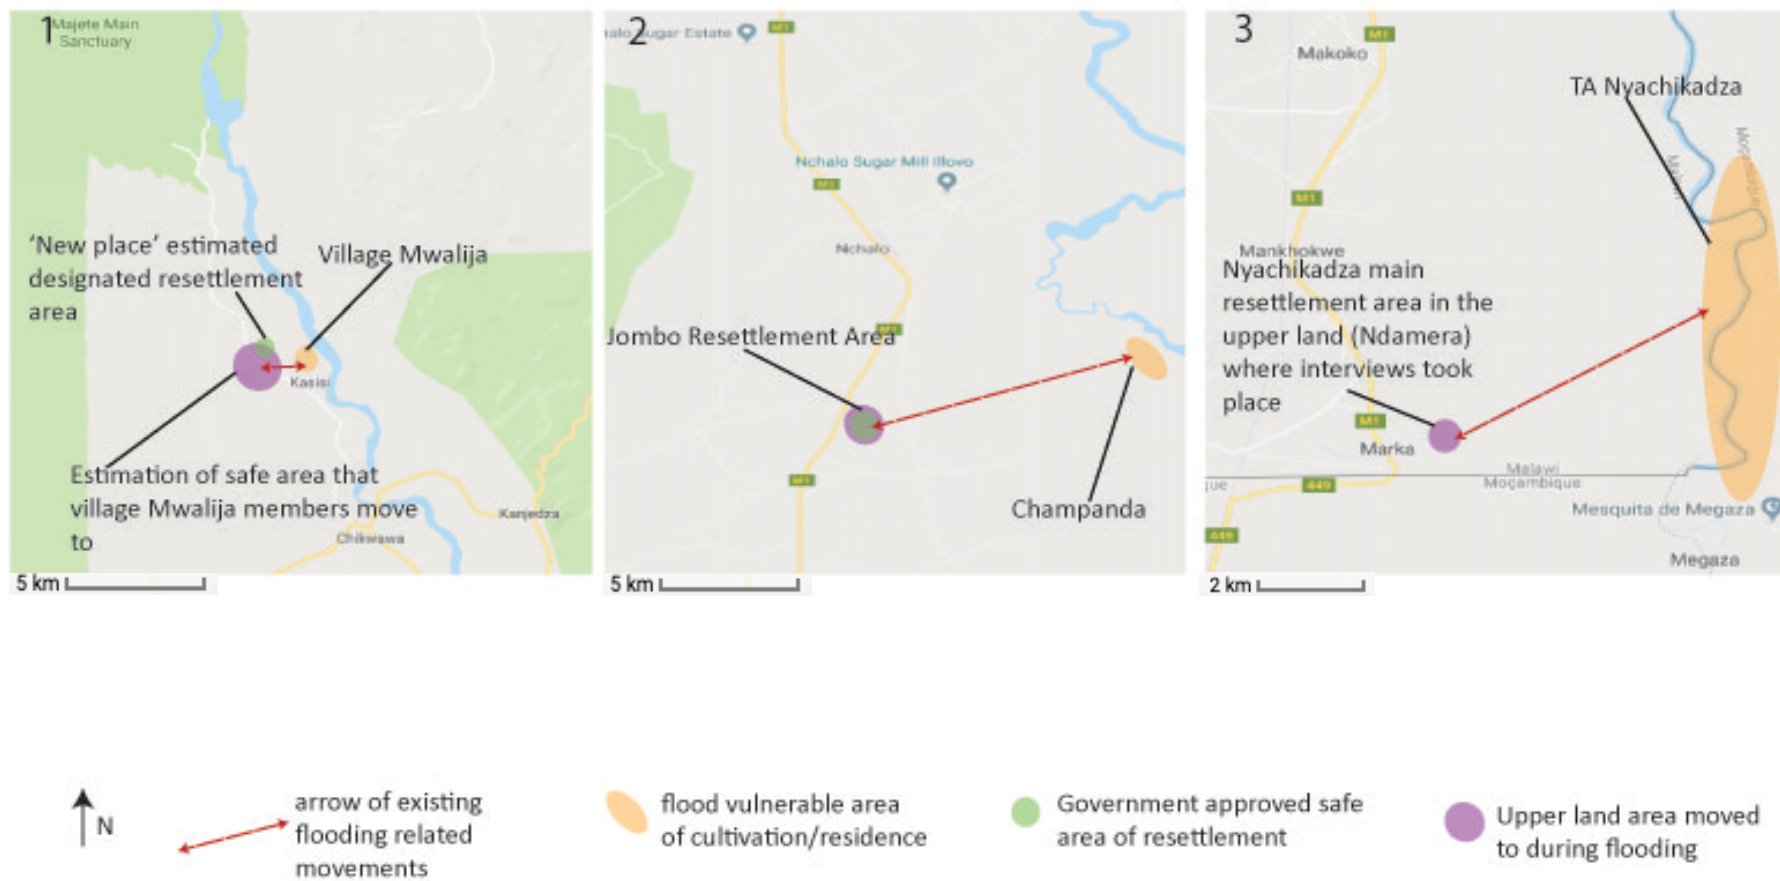 1
Majete Main
Sanctuary
'New place' estimated
designated resettlement
area
Village Mwalija
Kasisi
Estimation of safe area that
village Mwalija members move
to
Kanjedza
Chikwawa
5 km
2
halo Sugar Estate
M1
Nchalo Sugar Mill Illovo
M1
Nchalo
M1
Jombo Resettlement Area
M1
Champanda
5 km
3
M1
Makoko
TA Nyachikadza
Malawi
Moçambique
M1
Mankhokwe
Nyachikadza main
resettlement area in the
upper land (Ndamera)
where interviews took
place
M1
Marka
Malawi
Moçambique
que
449
Mesquita de Megaza
449
Megaza
2 km
N
arrow of existing
flooding related
movements
flood vulnerable area
of cultivation/residence
Government approved safe
area of resettlement
Upper land area moved
to during flooding